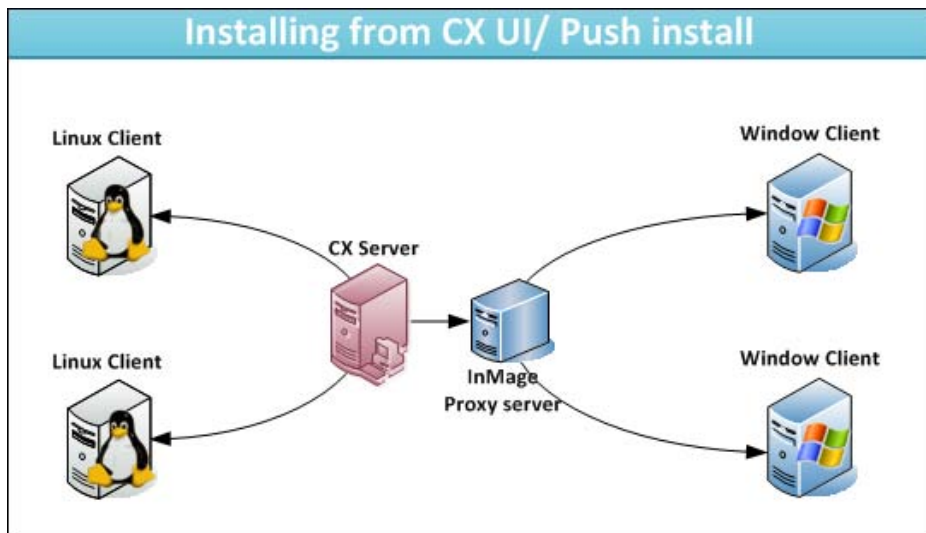 Installing from CX UI/ Push install
Linux Client
Window Client
CX Server
InMage
Proxy server
Linux Client
Window Client